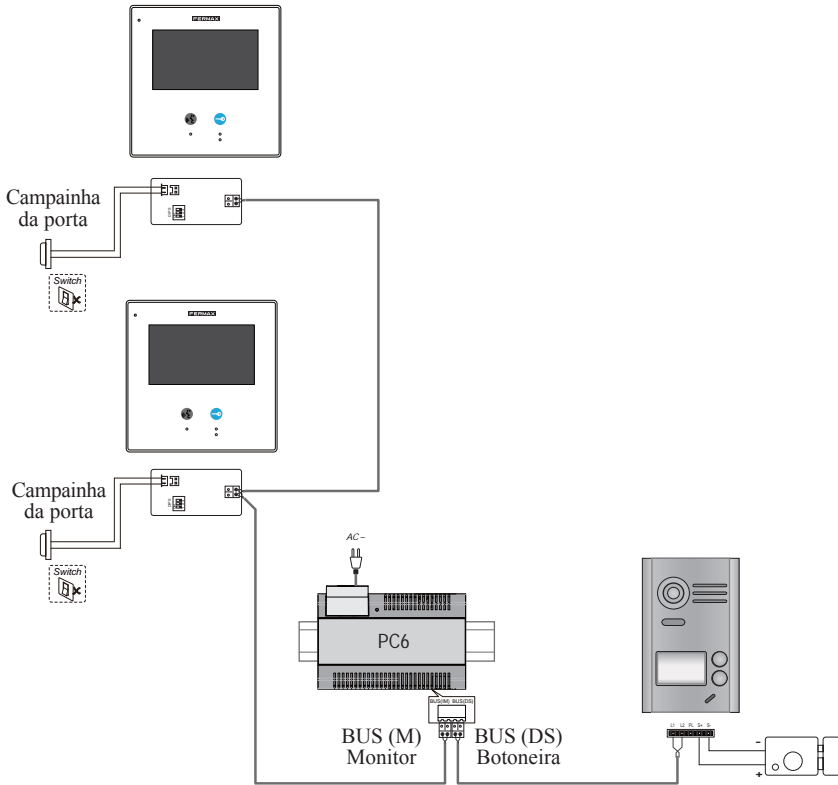 FERMAX
Campainha
da porta
Switch
FERMAX
Campainha
da porta
Switch
AC~
PC6
BUS(IM) BUS(DS)
BUS (M)
Monitor
BUS (DS)
Botoneira
L1 L2 PL S+ S-
-
+